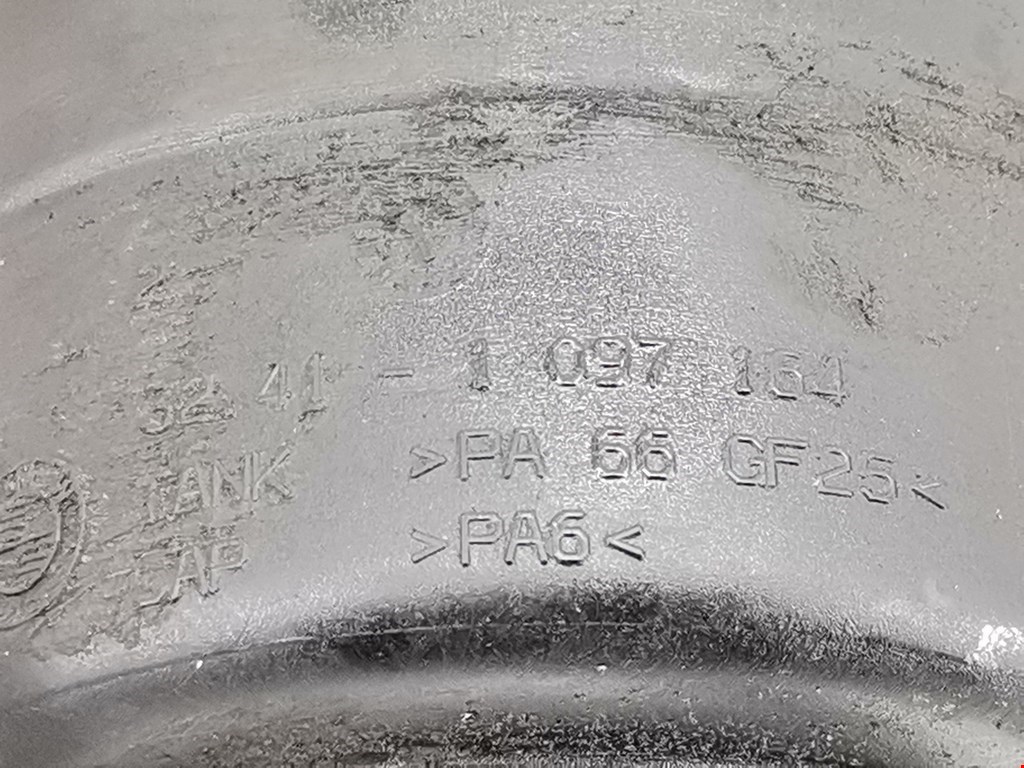 32 41 - 1 097 164
TANK >PA 66 GF25<
CAP >PA6<